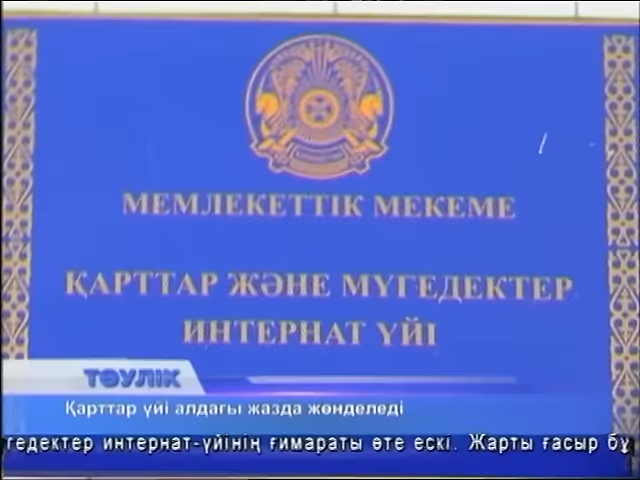 МЕМЛЕКЕТТІК МЕКЕМЕ
ҚАРТТАР ЖӘНЕ МҮГЕДЕКТЕР
ИНТЕРНАТ ҮЙІ
ТӘУЛІК
Қарттар үйі алдағы жазда жөнделеді
гедектер интернат-үйінің ғимараты өте ескі. Жарты ғасыр бұ